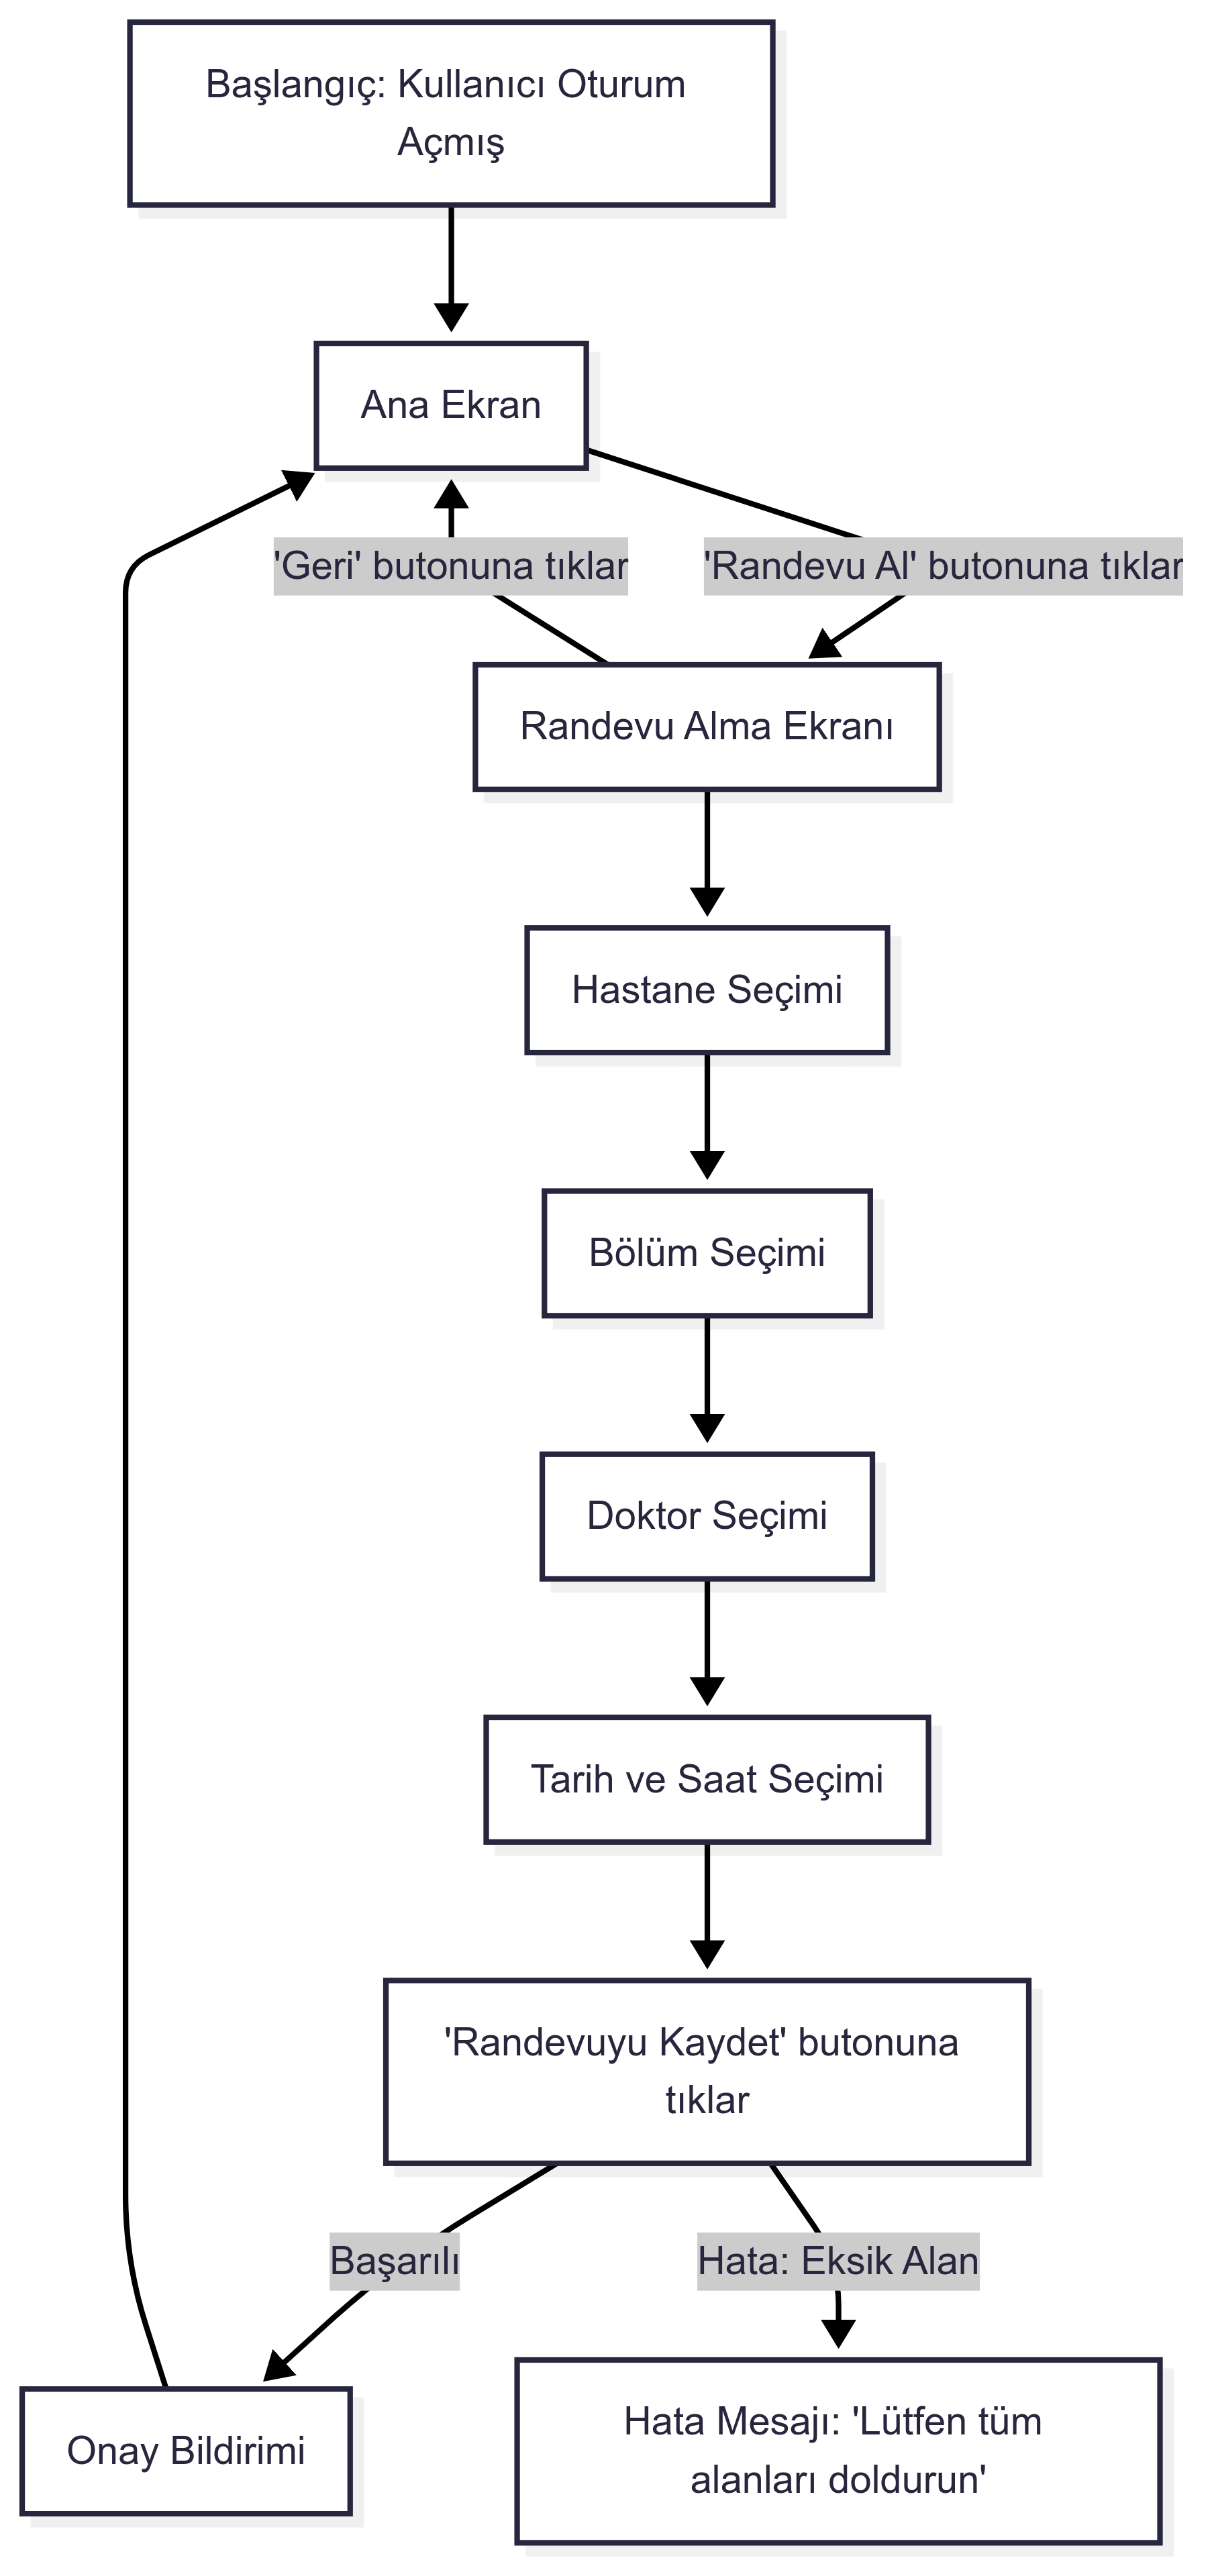 Başlangıç: Kullanıcı Oturum
Açmış
Ana Ekran
'Geri' butonuna tıklar
'Randevu Al' butonuna tıklar
Randevu Alma Ekranı
Hastane Seçimi
Bölüm Seçimi
Doktor Seçimi
Tarih ve Saat Seçimi
'Randevuyu Kaydet' butonuna
tıklar
Başarılı
Hata: Eksik Alan
Onay Bildirimi
Hata Mesajı: 'Lütfen tüm
alanları doldurun'